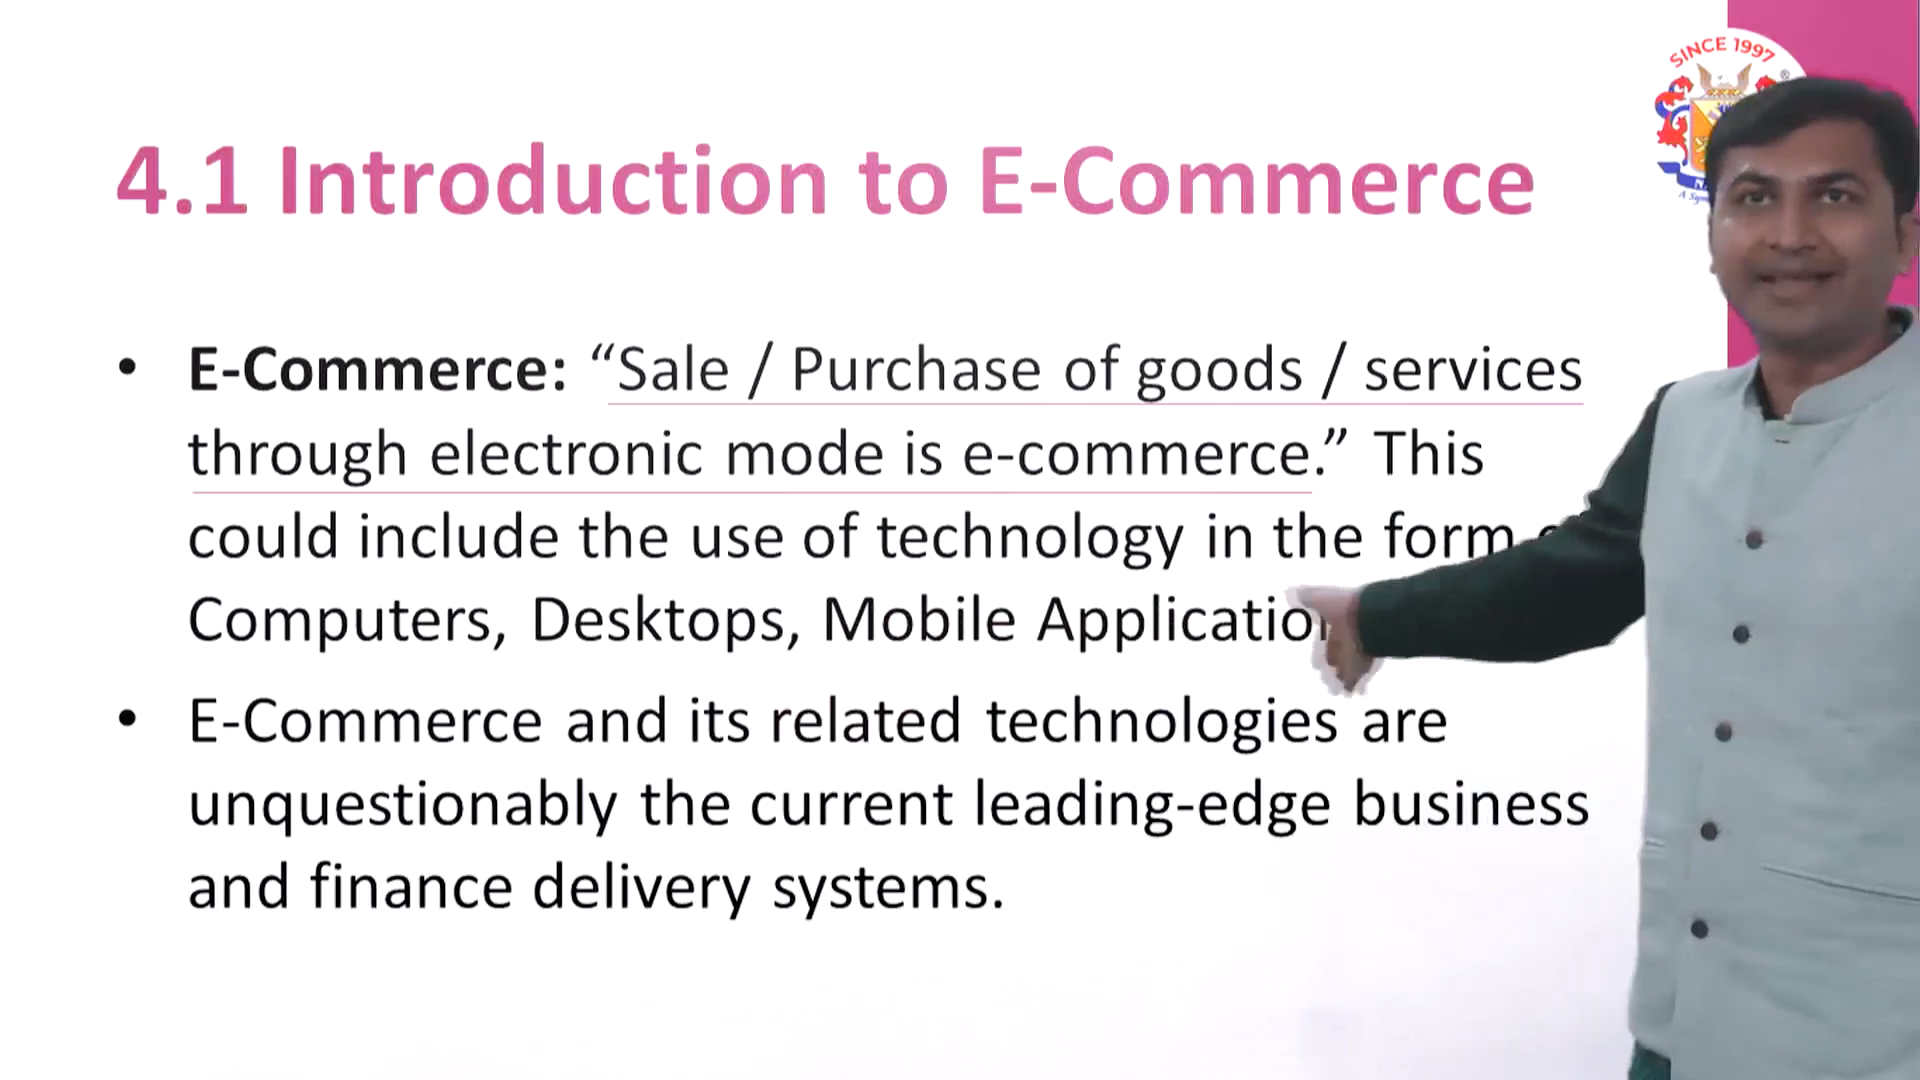 SINCE 1997
4.1 Introduction to E-Commerce
• E-Commerce: “Sale / Purchase of goods / services
through electronic mode is e-commerce.” This
could include the use of technology in the form
Computers, Desktops, Mobile
• E-Commerce and its related technologies are
unquestionably the current leading-edge business
and finance delivery systems.